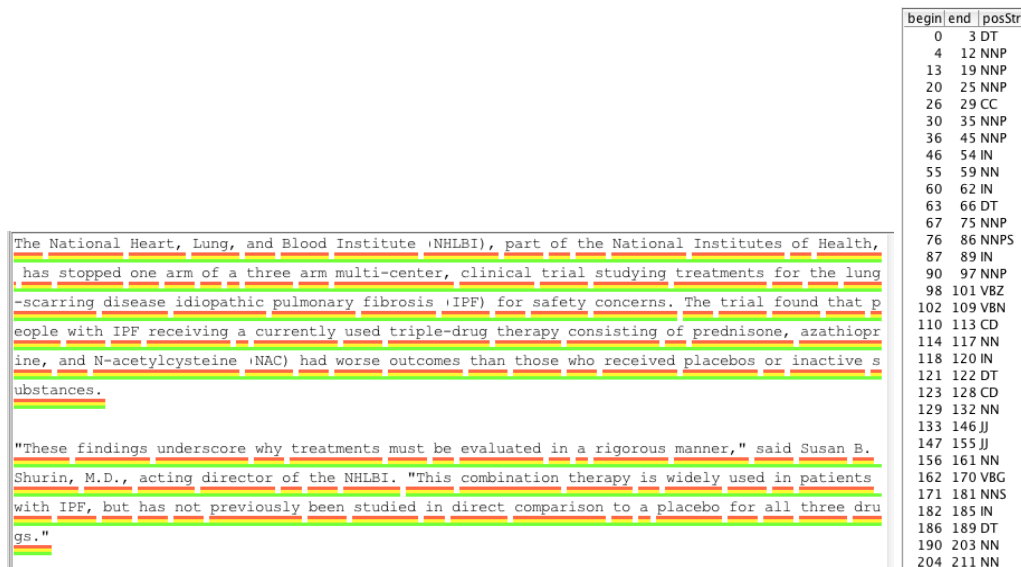 The National Heart, Lung, and Blood Institute (NHLBI), part of the National Institutes of Health,
has stopped one arm of a three arm multi-center, clinical trial studying treatments for the lung
-scarring disease idiopathic pulmonary fibrosis (IPF) for safety concerns. The trial found that p
eople with IPF receiving a currently used triple-drug therapy consisting of prednisone, azathiopr
ine, and N-acetylcysteine (NAC) had worse outcomes than those who received placebos or inactive s
ubstances.
"These findings underscore why treatments must be evaluated in a rigorous manner," said Susan B.
Shurin, M.D., acting director of the NHLBI. "This combination therapy is widely used in patients
with IPF, but has not previously been studied in direct comparison to a placebo for all three dru
gs."
begin end posStr
0 3 DT
4 12 NNP
13 19 NNP
20 25 NNP
26 29 CC
30 35 NNP
36 45 NNP
46 54 IN
55 59 NN
60 62 IN
63 66 DT
67 75 NNP
76 86 NNPS
87 89 IN
90 97 NNP
98 101 VBZ
102 109 VBN
110 113 CD
114 117 NN
118 120 IN
121 122 DT
123 128 CD
129 132 NN
133 146 JJ
147 155 JJ
156 161 NN
162 170 VBG
171 181 NNS
182 185 IN
186 189 DT
190 203 NN
204 211 NN